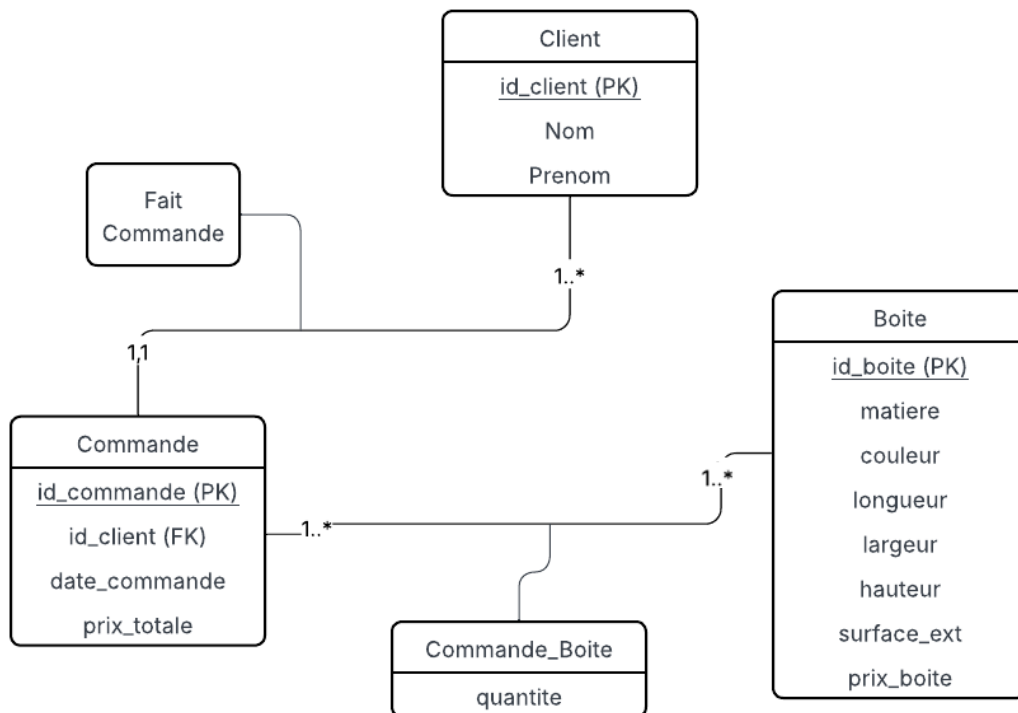 Client
id_client (PK)
Nom
Prenom
Fait
Commande
1..*
1,1
Boite
id_boite (PK)
matiere
couleur
longueur
largeur
hauteur
surface_ext
prix_boite
Commande
id_commande (PK)
id_client (FK)
date_commande
prix_totale
1..*
1..*
Commande_Boite
quantite